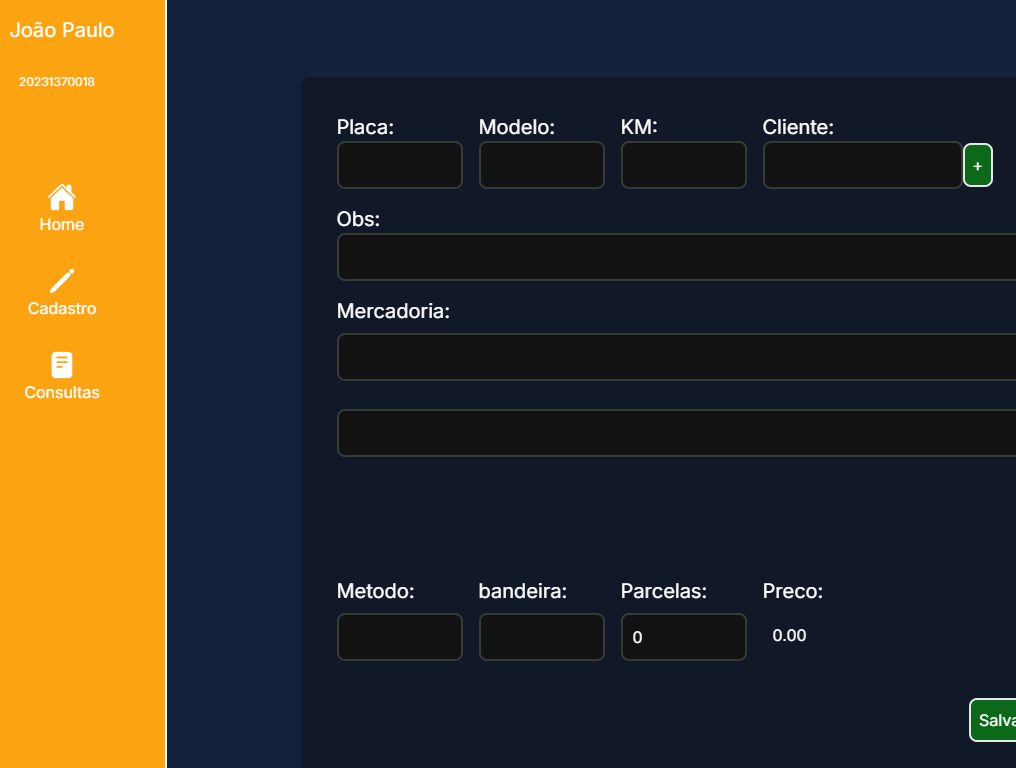 João Paulo
20231370018
Home
Cadastro
Consultas
Placa: Modelo: KM: Cliente:
+
Obs:
Mercadoria:
Metodo: bandeira: Parcelas: Preco:
0 0.00
Salva